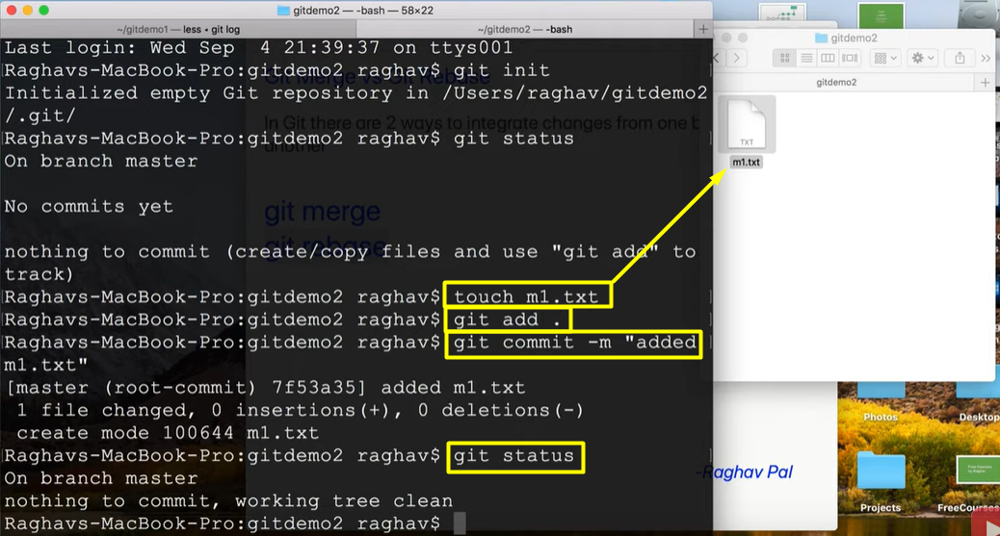 gitdemo2 — -bash — 58×22
~/gitdemo1 — less • git log
~/gitdemo2 — -bash
Last login: Wed Sep  4 21:39:37 on ttys001
Raghavs-MacBook-Pro:gitdemo2 raghav$ git init
Initialized empty Git repository in /Users/raghav/gitdemo2
/.git/
Raghavs-MacBook-Pro:gitdemo2 raghav$ git status
On branch master
No commits yet
nothing to commit (create/copy files and use "git add" to
track)
Raghavs-MacBook-Pro:gitdemo2 raghav$ touch m1.txt
Raghavs-MacBook-Pro:gitdemo2 raghav$ git add .
Raghavs-MacBook-Pro:gitdemo2 raghav$ git commit -m "added
m1.txt"
[master (root-commit) 7f53a35] added m1.txt
1 file changed, 0 insertions(+), 0 deletions(-)
create mode 100644 m1.txt
Raghavs-MacBook-Pro:gitdemo2 raghav$ git status
On branch master
nothing to commit, working tree clean
Raghavs-MacBook-Pro:gitdemo2 raghav$
Git Merge vs Git Rebase
In Git there are 2 ways to integrate changes from one b
another
git merge
git rebase
-Raghav Pal
gitdemo2
gitdemo2
TXT
m1.txt
Photos
Desktop
Projects
FreeCourses